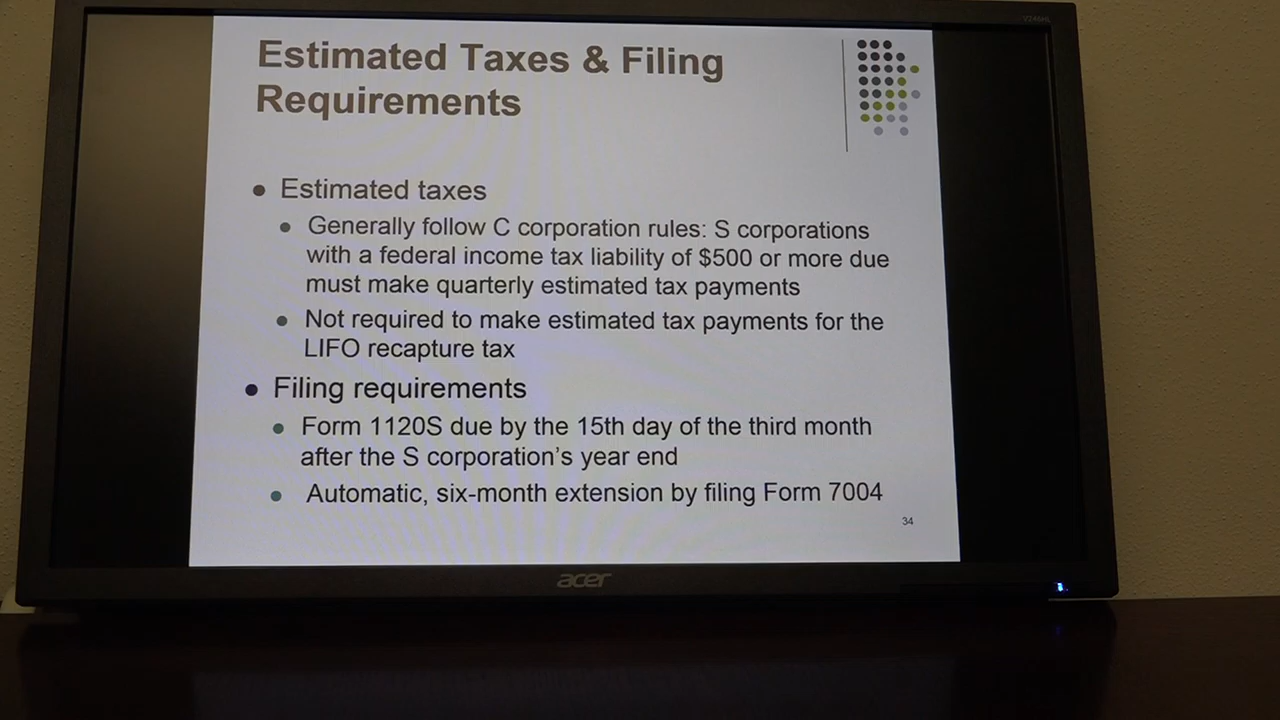 V246HL
Estimated Taxes & Filing
Requirements
● Estimated taxes
● Generally follow C corporation rules: S corporations
with a federal income tax liability of $500 or more due
must make quarterly estimated tax payments
● Not required to make estimated tax payments for the
LIFO recapture tax
● Filing requirements
● Form 1120S due by the 15th day of the third month
after the S corporation’s year end
● Automatic, six-month extension by filing Form 7004
34
acer